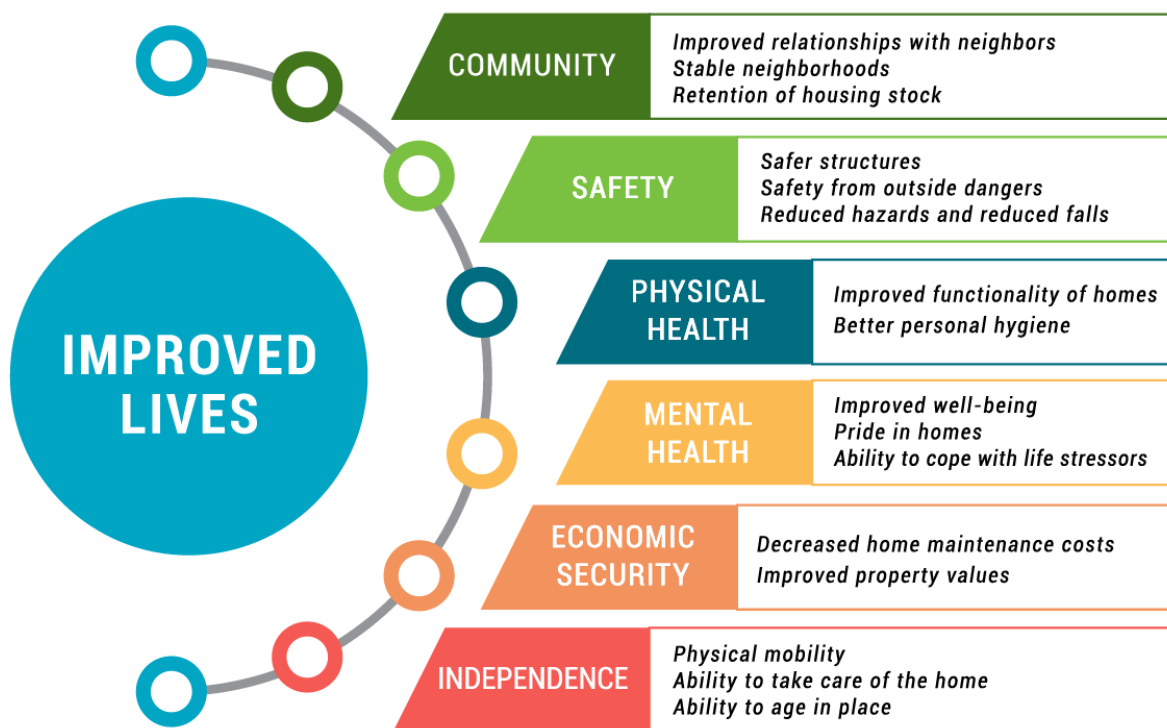 IMPROVED
LIVES
COMMUNITY
Improved relationships with neighbors
Stable neighborhoods
Retention of housing stock
SAFETY
Safer structures
Safety from outside dangers
Reduced hazards and reduced falls
PHYSICAL
HEALTH
Improved functionality of homes
Better personal hygiene
MENTAL
HEALTH
Improved well-being
Pride in homes
Ability to cope with life stressors
ECONOMIC
SECURITY
Decreased home maintenance costs
Improved property values
INDEPENDENCE
Physical mobility
Ability to take care of the home
Ability to age in place